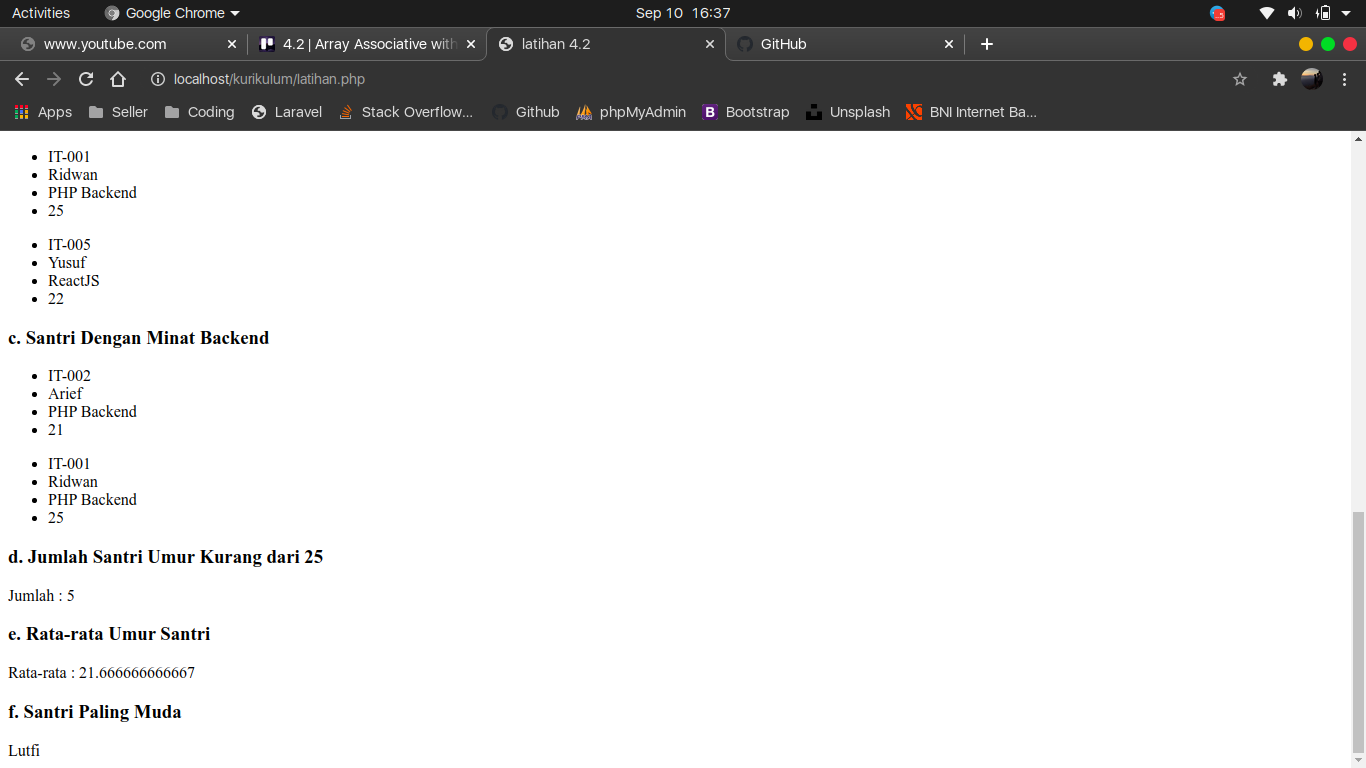 Activities Google Chrome Sep 10 16:37
www.youtube.com 4.2 | Array Associative with latihan 4.2 GitHub
localhost/kurikulum/latihan.php
Apps Seller Coding Laravel Stack Overflow... Github phpMyAdmin B Bootstrap Unsplash BNI Internet Ba...
IT-001
Ridwan
PHP Backend
25
IT-005
Yusuf
ReactJS
22
c. Santri Dengan Minat Backend
IT-002
Arief
PHP Backend
21
IT-001
Ridwan
PHP Backend
25
d. Jumlah Santri Umur Kurang dari 25
Jumlah : 5
e. Rata-rata Umur Santri
Rata-rata : 21.666666666667
f. Santri Paling Muda
Lutfi